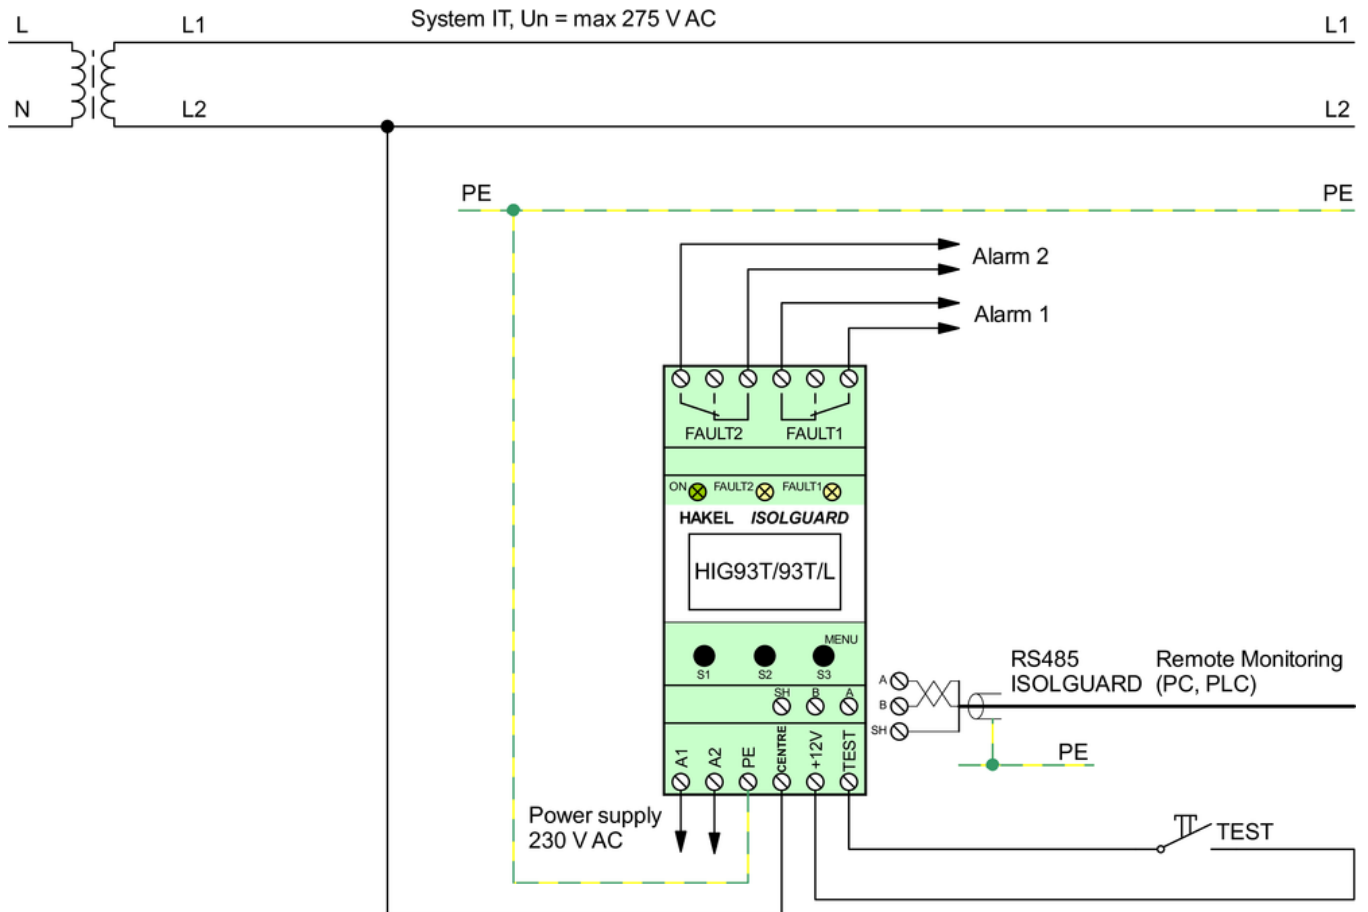 System IT, Un = max 275 V AC
L L1 L1
N L2 L2
PE PE
Alarm 2
Alarm 1
FAULT2 FAULT1
ON FAULT2 FAULT1
HAKEL ISOLGUARD
HIG93T/93T/L
MENU
S1 S2 S3
SH B A
A
B
SH
RS485 Remote Monitoring
ISOLGUARD (PC, PLC)
PE
A1 A2 PE CENTRE +12V TEST
Power supply
230 V AC
TEST